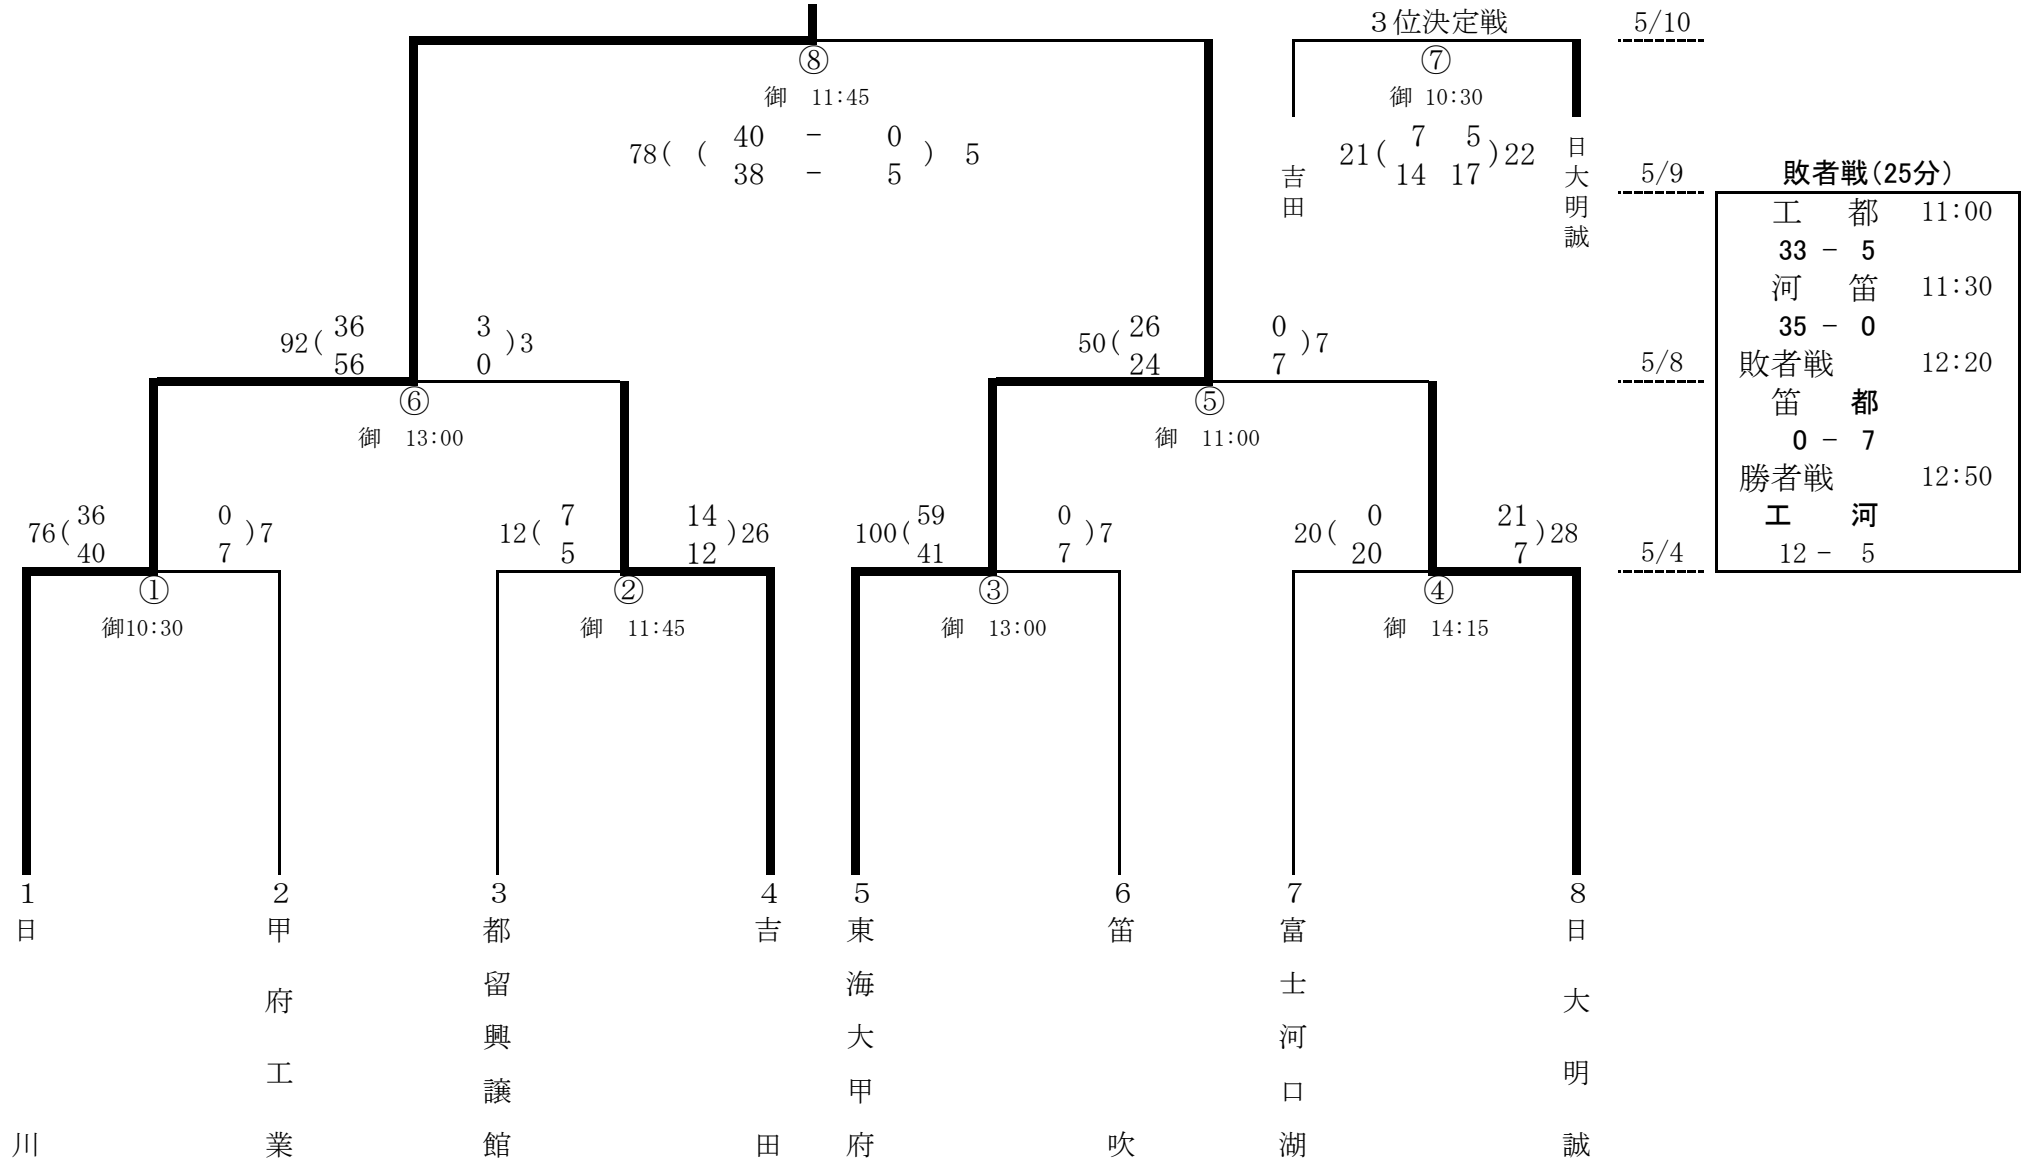 3位決定戦
5/10
⑧
⑦
御 11:45
御 10:30
78( ( 40 - 0 ) 5
38 - 5
21( 7 5 )22
14 17
吉田
日大明誠
5/9
敗者戦(25分)
工 都 11:00
33 - 5
河 笛 11:30
35 - 0
敗者戦 12:20
笛 都
0 - 7
勝者戦 12:50
工 河
12 - 5
92( 36 3 )3
56 0
50( 26 0 )7
24 7
5/8
⑥
⑤
御 13:00
御 11:00
76( 36 0 )7
40 7
12( 7 14 )26
5 12
100( 59 0 )7
41 7
20( 0 21 )28
20 7
5/4
①
②
③
④
御10:30
御 11:45
御 13:00
御 14:15
1 2 3 4 5 6 7 8
日川
甲府工業
都留興譲館
吉田
東海大甲府
笛吹
富士河口湖
日大明誠